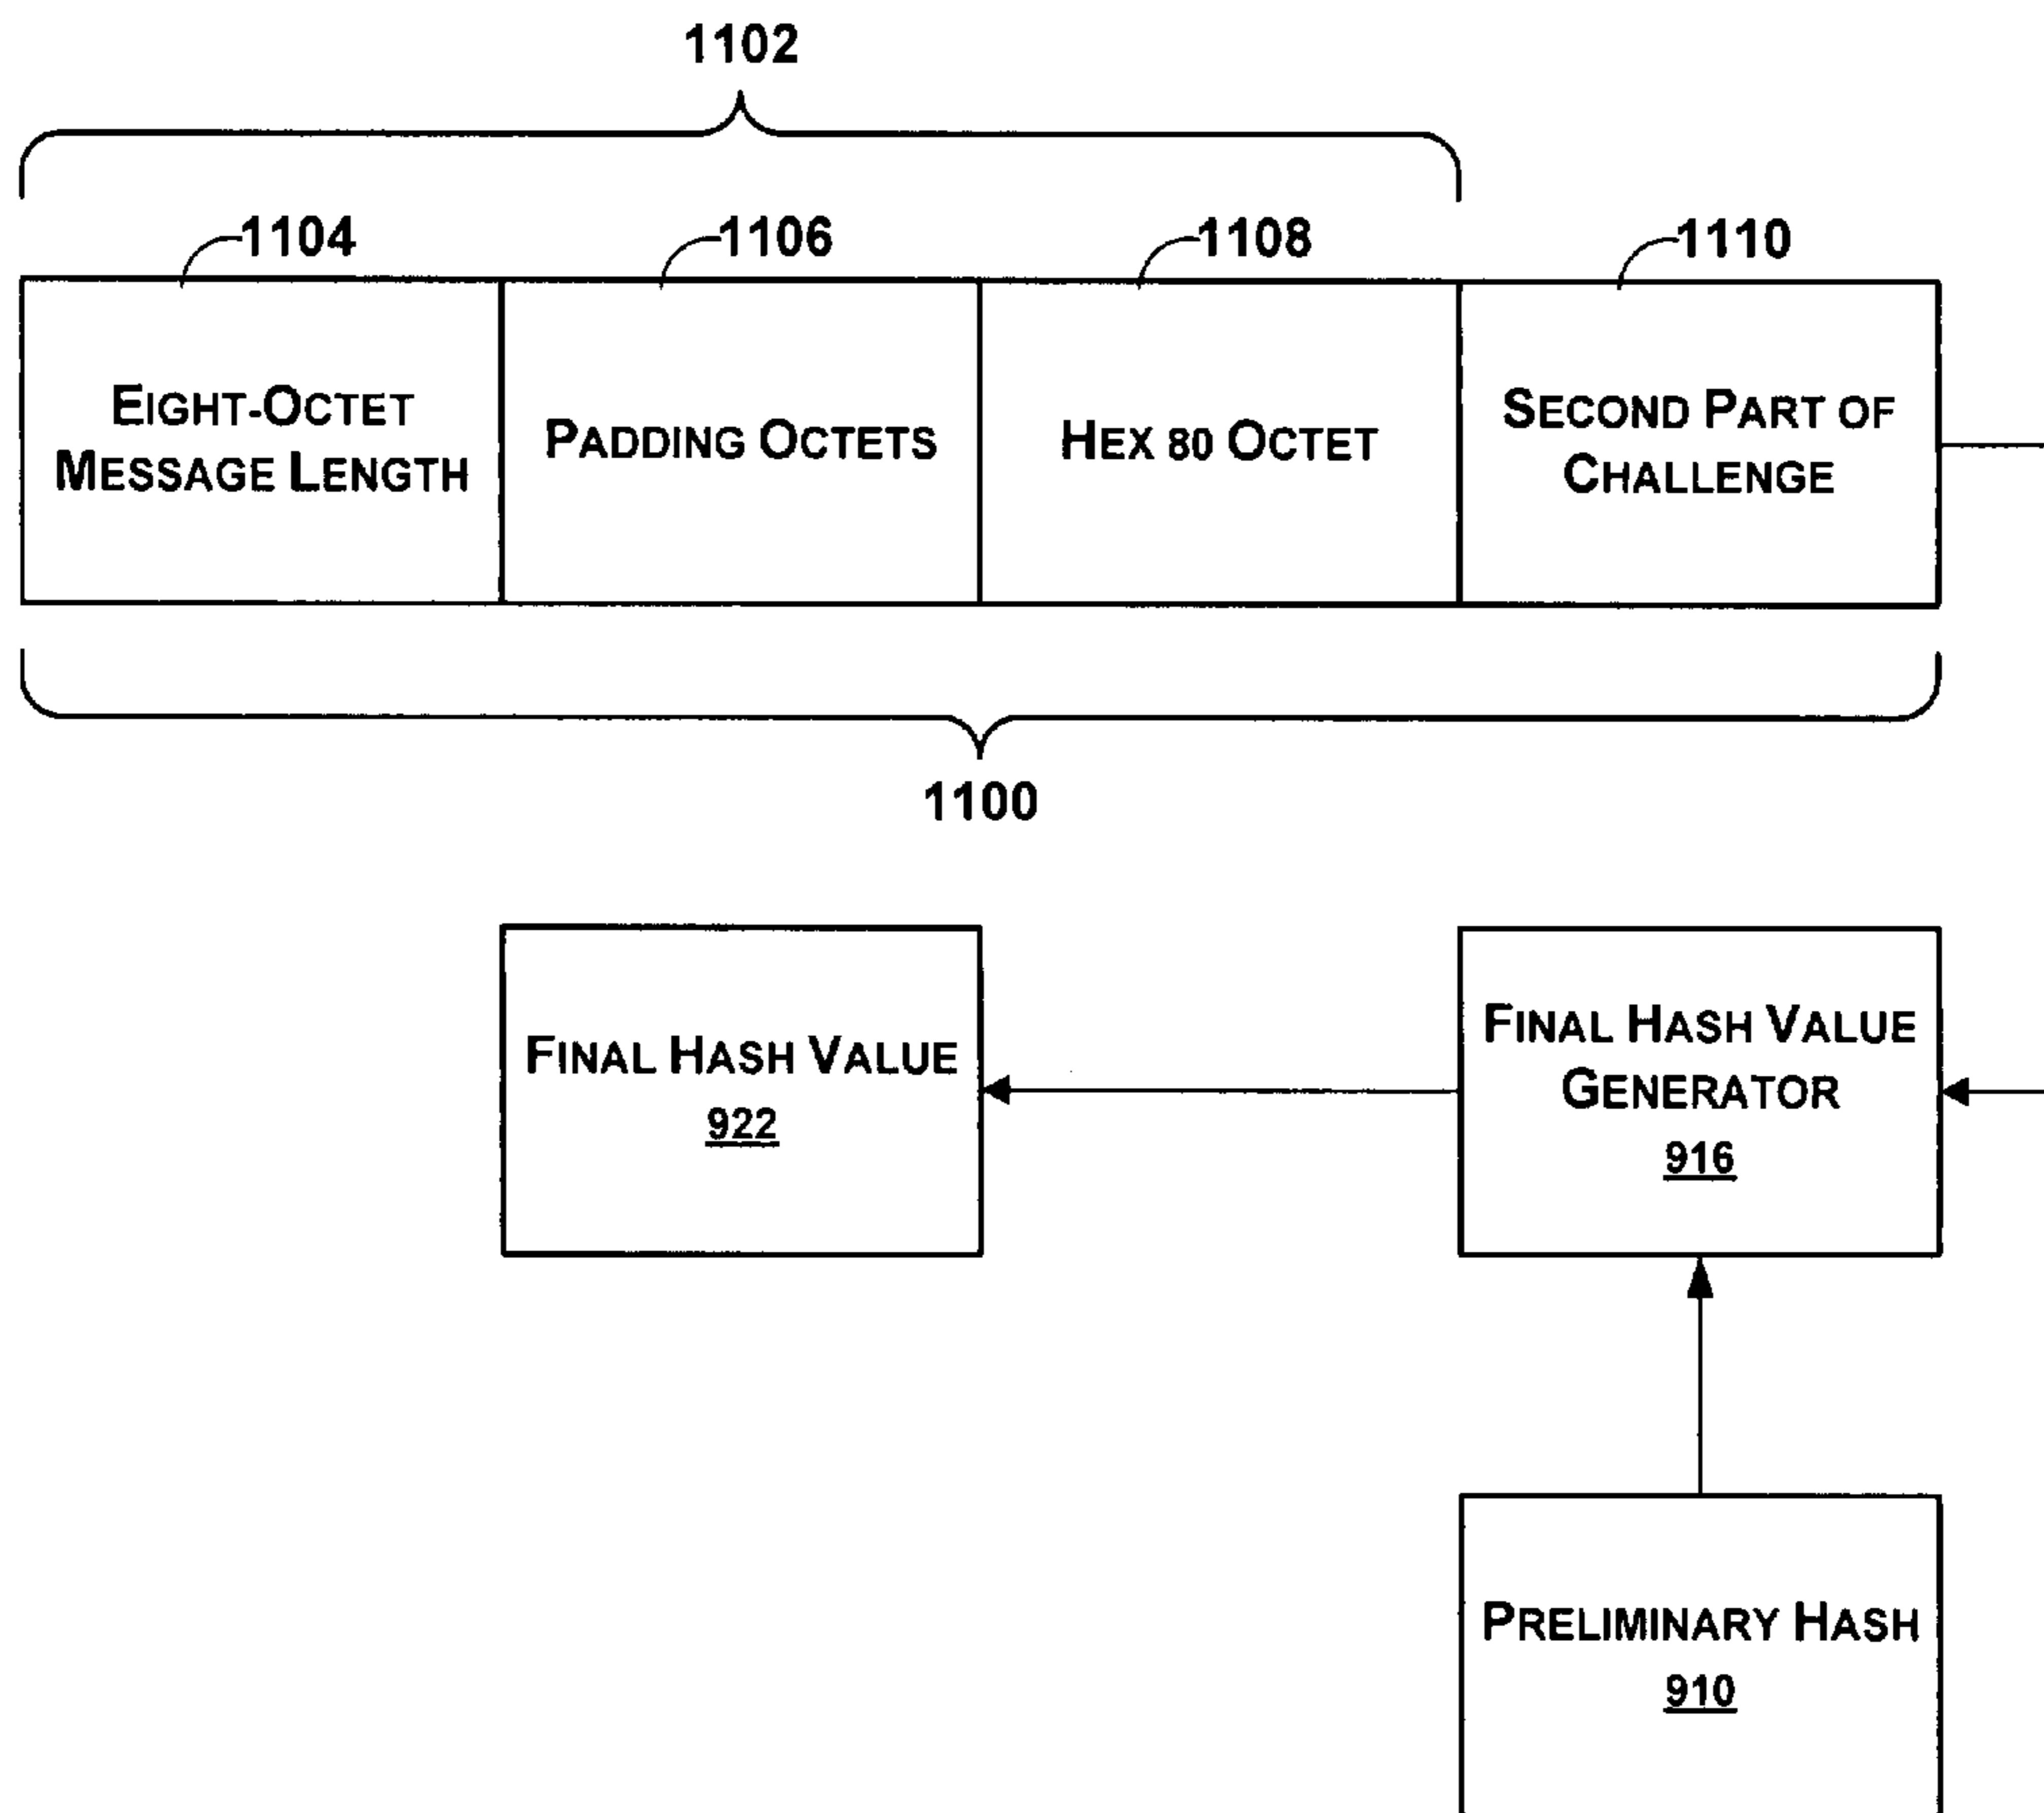 1102
1104
1106
1108
1110
EIGHT-OCTET
MESSAGE LENGTH
PADDING OCTETS
HEX 80 OCTET
SECOND PART OF
CHALLENGE
1100
FINAL HASH VALUE
922
FINAL HASH VALUE
GENERATOR
916
PRELIMINARY HASH
910